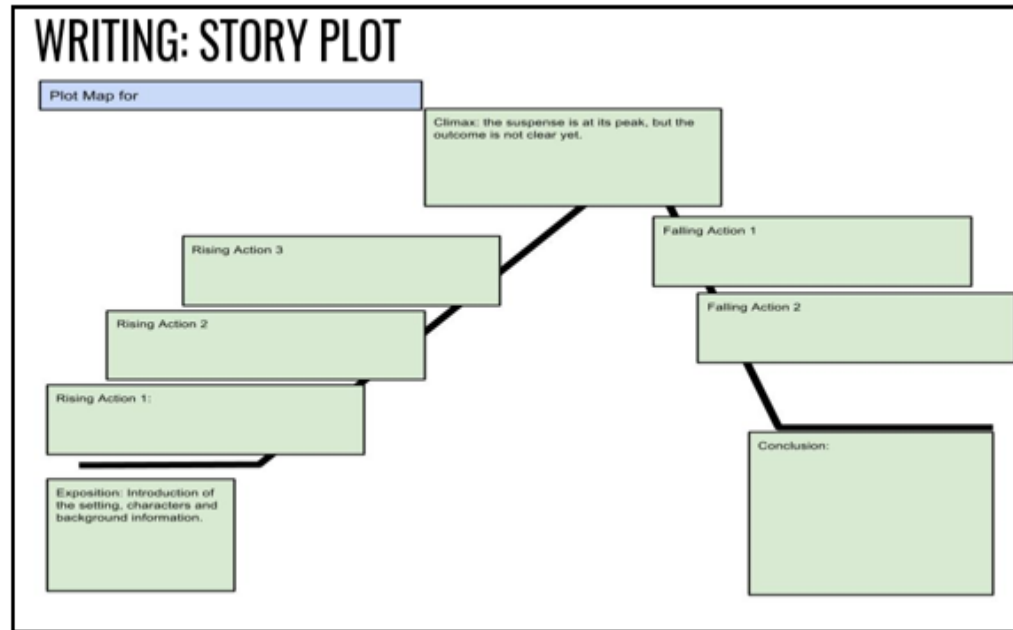 WRITING: STORY PLOT
Plot Map for
Climax: the suspense is at its peak, but the
outcome is not clear yet.
Rising Action 3
Falling Action 1
Rising Action 2
Falling Action 2
Rising Action 1:
Exposition: Introduction of
the setting, characters and
background information.
Conclusion: